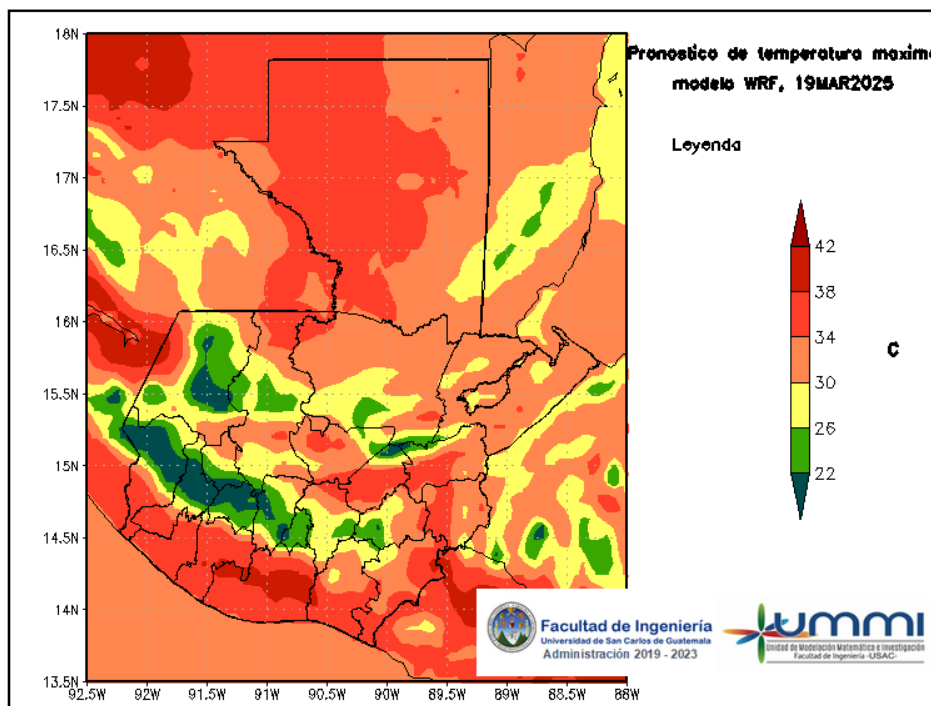 Pronostico de temperatura maxima
modelo WRF, 19MAR2025
Leyenda
42
38
34
30
26
22
C
18N
17.5N
17N
16.5N
16N
15.5N
15N
14.5N
14N
13.5N
92.5W
92W
91.5W
91W
90.5W
90W
89.5W
89W
88.5W
88W
Facultad de Ingeniería
Universidad de San Carlos de Guatemala
Administración 2019 - 2023
UMMI
Unidad de Modelación Matemática e Investigación
Facultad de Ingeniería -USAC-